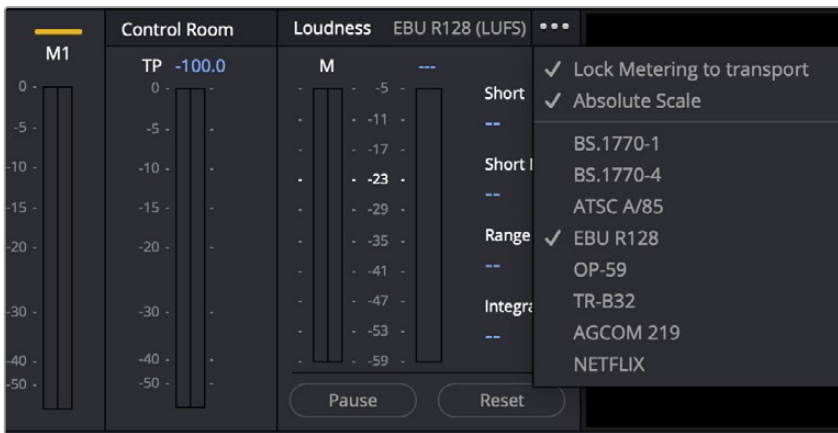 M1
0
-5
-10
-15
-20
-30
-40
-50
Control Room
TP -100.0
0
-5
-10
-15
-20
-30
-40
-50
Loudness EBU R128 (LUFS)
M ---
-5
-11
-17
-23
-29
-35
-41
-47
-53
-59
Short
--
Short
--
Range
--
--
Pause
Reset
Lock Metering to transport
Absolute Scale
BS.1770-1
BS.1770-4
ATSC A/85
EBU R128
OP-59
TR-B32
AGCOM 219
NETFLIX